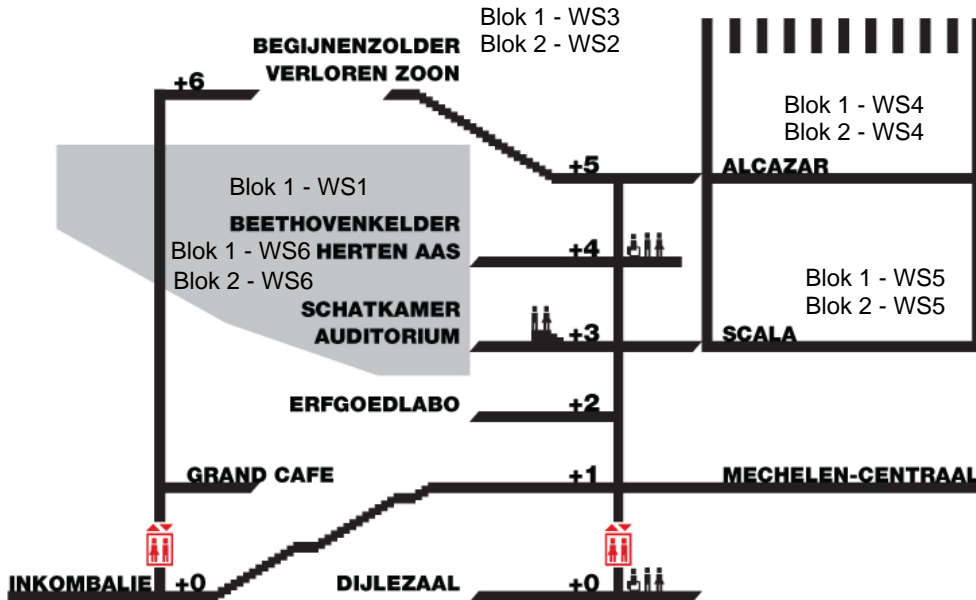 Blok 1 - WS3
Blok 2 - WS2
BEGIJNENZOLDER
VERLOREN ZOON
+6
Blok 1 - WS4
Blok 2 - WS4
+5
ALCAZAR
Blok 1 - WS1
BEETHOVENKELDER
Blok 1 - WS6 HERTEN AAS
+4
Blok 2 - WS6
Blok 1 - WS5
Blok 2 - WS5
SCHATKAMER
AUDITORIUM
+3
SCALA
ERFGOEDLABO
+2
GRAND CAFE
+1
MECHELEN-CENTRAAL
INKOMBALIE
+0
DIJLEZAAL
+0